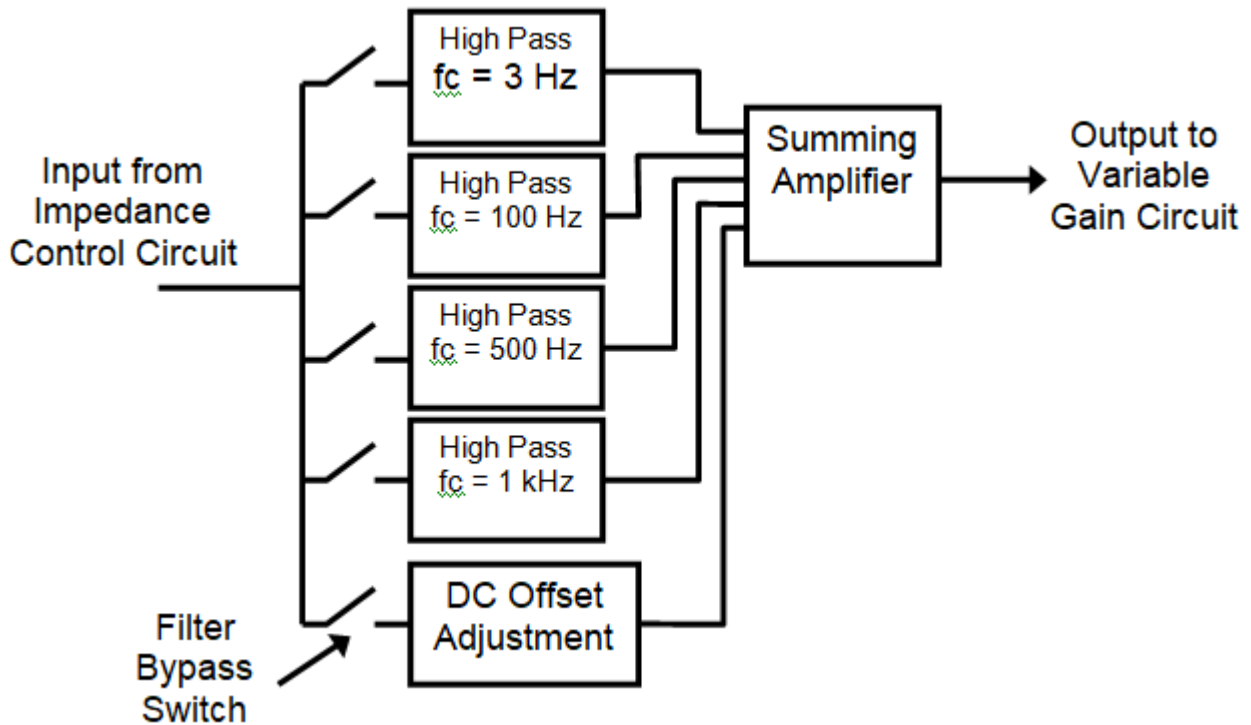 High Pass
fc = 3 Hz
Input from
Impedance
Control Circuit
High Pass
fc = 100 Hz
High Pass
fc = 500 Hz
High Pass
fc = 1 kHz
DC Offset
Adjustment
Filter
Bypass
Switch
Summing
Amplifier
Output to
Variable
Gain Circuit